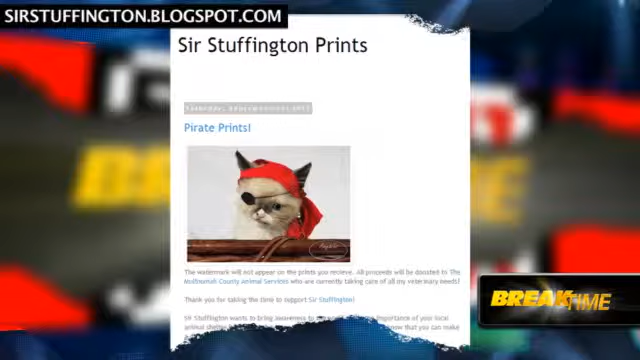 SIRSTUFFINGTON.BLOGSPOT.COM
Sir Stuffington Prints
Pirate Prints!
The watermark will not appear on the prints you recieve. All proceeds will be donated to The
Multnomah County Animal Services who are currently taking care of all my veterinary needs!
Thank you for taking the time to support Sir Stuffington!
Sir Stuffington wants to bring awareness to importance of your local
animal know that you can make
BREAKTIME